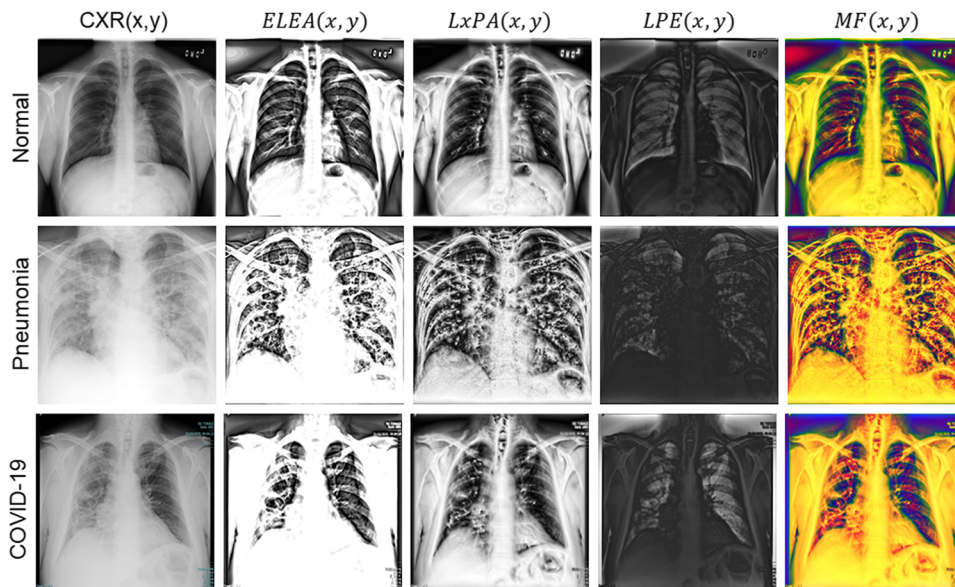 CXR(x,y) ELEA(x, y) LxPA(x, y) LPE(x, y) MF(x, y)
Normal
Pneumonia
COVID-19